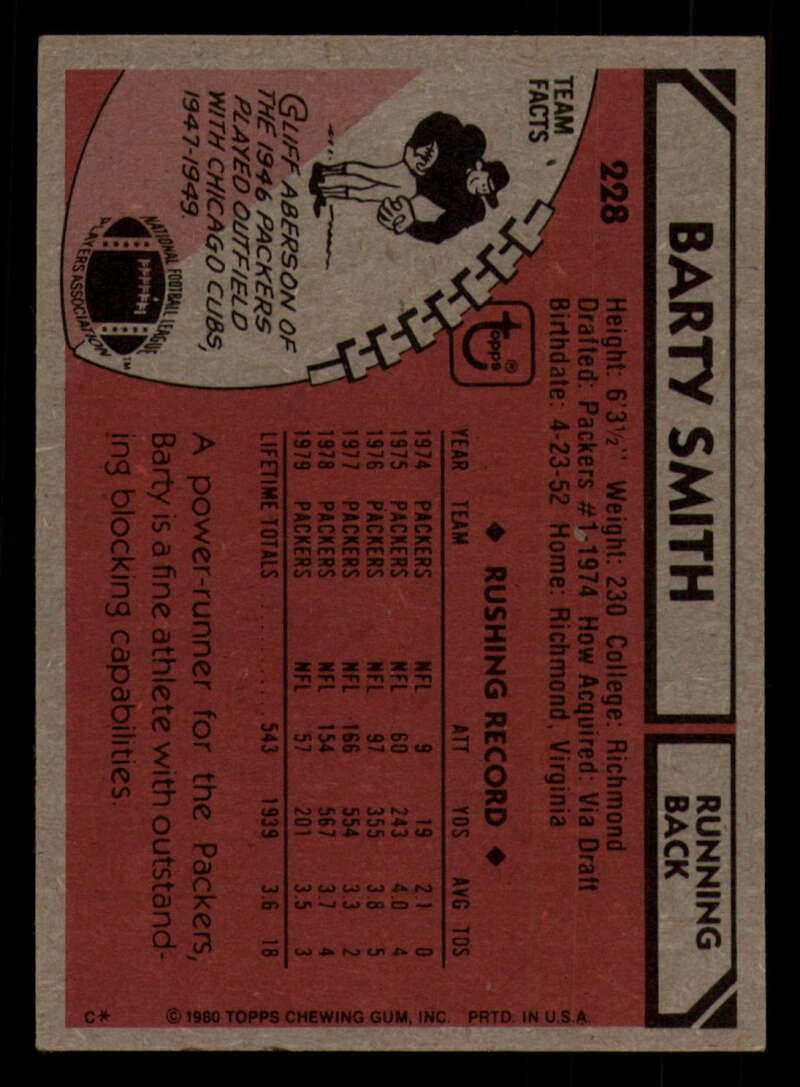 BARTY SMITH
RUNNING
BACK
228
Height: 6'3½" Weight: 230 College: Richmond
Drafted: Packers #1, 1974 How Acquired: Via Draft
Birthdate: 4-23-52 Home: Richmond, Virginia
TEAM
FACTS
topps®
CLIFF ABERSON OF
THE 1946 PACKERS
PLAYED OUTFIELD
WITH CHICAGO CUBS,
1947-1949.
NATIONAL FOOTBALL LEAGUE
PLAYERS ASSOCIATION
TM
◆ RUSHING RECORD ◆
YEAR TEAM ATT YDS AVG TDS
1974 PACKERS NFL 9 19 2.1 0
1975 PACKERS NFL 60 243 4.0 4
1976 PACKERS NFL 97 355 3.8 5
1977 PACKERS NFL 166 554 3.3 2
1978 PACKERS NFL 154 567 3.7 4
1979 PACKERS NFL 57 201 3.5 3
LIFETIME TOTALS ........ 543 1939 3.6 18
A power-runner for the Packers,
Barty is a fine athlete with outstand-
ing blocking capabilities.
C* © 1980 TOPPS CHEWING GUM, INC. PRTD. IN U.S.A.